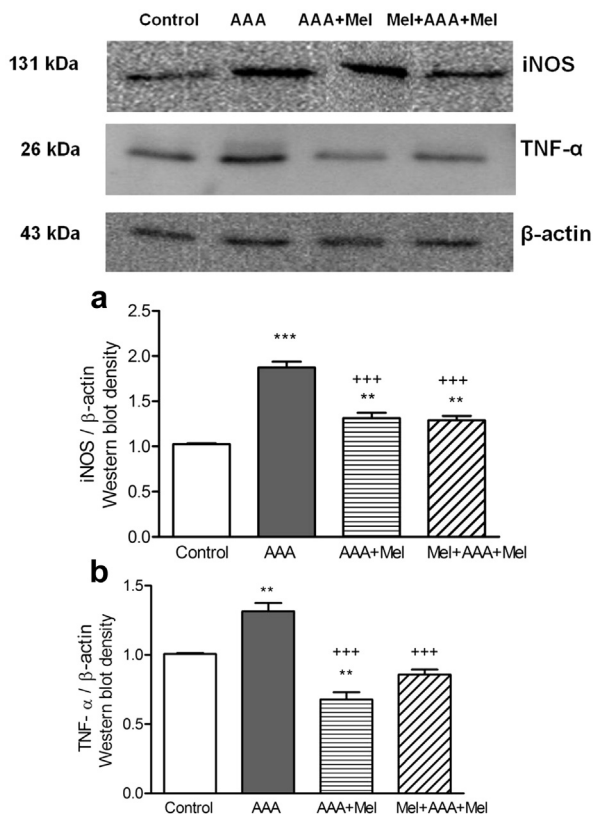 Control AAA AAA+Mel Mel+AAA+Mel
131 kDa iNOS
26 kDa TNF-α
43 kDa β-actin
a
iNOS / β-actin
Western blot density
2.5
2.0
1.5
1.0
0.5
0.0
***
+++
**
+++
**
Control AAA AAA+Mel Mel+AAA+Mel
b
TNF- α / β-actin
Western blot density
1.5
1.0
0.5
0.0
**
+++
**
+++
Control AAA AAA+Mel Mel+AAA+Mel